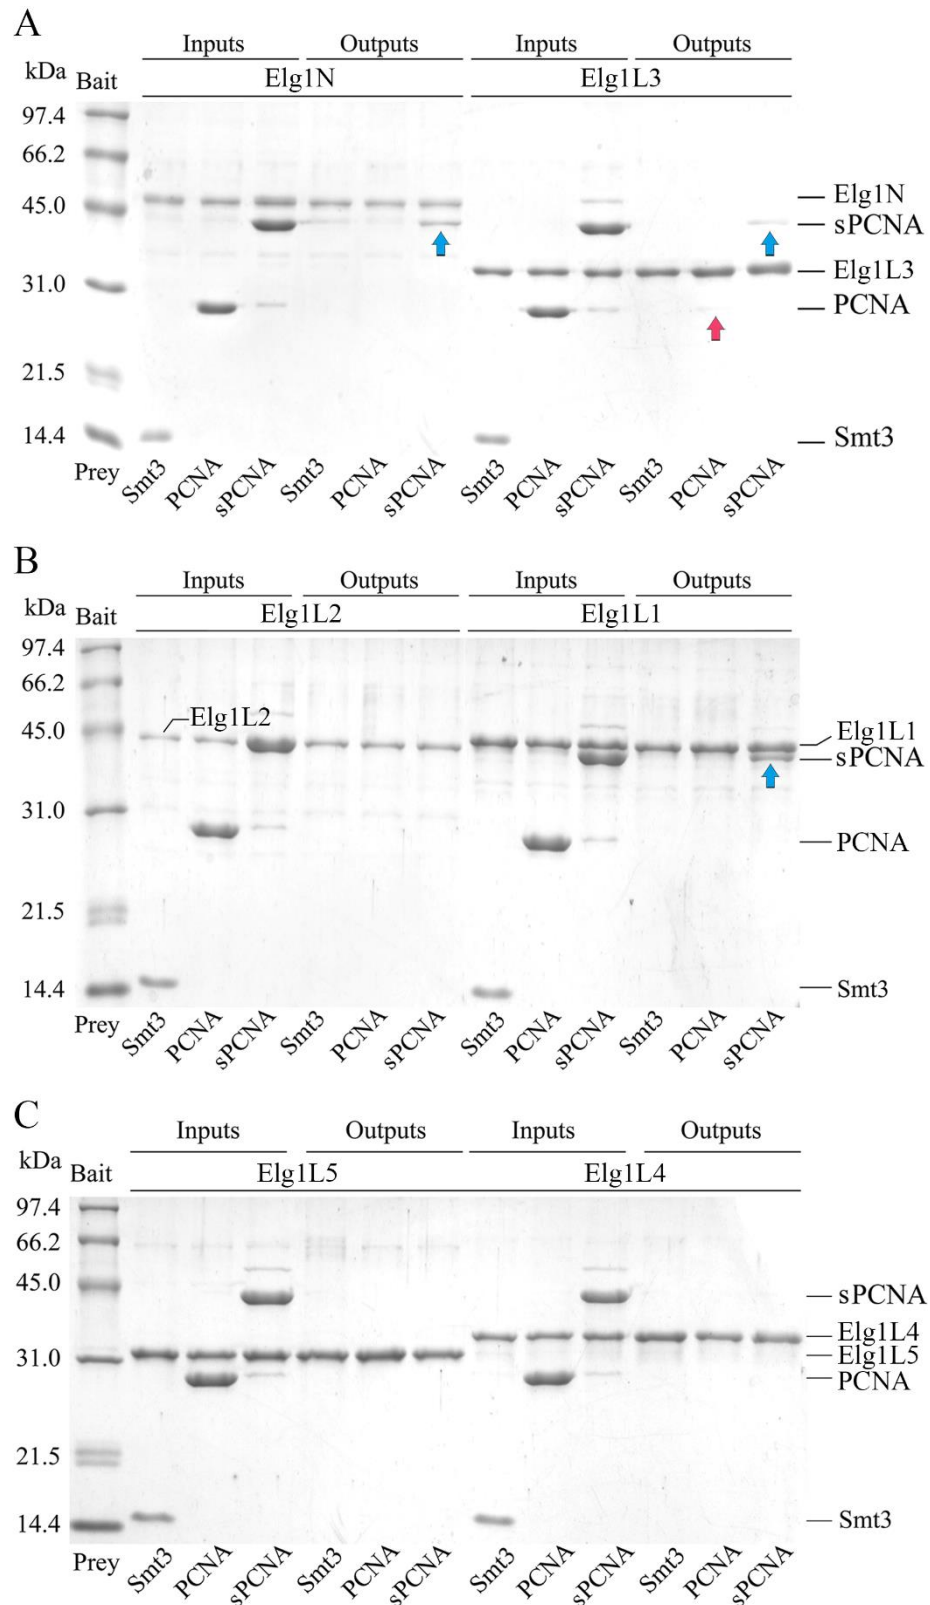 A
Inputs Outputs Inputs Outputs
kDa Bait Elg1N Elg1L3
97.4
66.2
45.0
31.0
21.5
14.4
Elg1N
sPCNA
Elg1L3
PCNA
Smt3
Prey Smt3 PCNA sPCNA Smt3 PCNA sPCNA Smt3 PCNA sPCNA Smt3 PCNA sPCNA
B
Inputs Outputs Inputs Outputs
kDa Bait Elg1L2 Elg1L1
97.4
66.2
45.0
31.0
21.5
14.4
Elg1L2
Elg1L1
sPCNA
PCNA
Smt3
Prey Smt3 PCNA sPCNA Smt3 PCNA sPCNA Smt3 PCNA sPCNA Smt3 PCNA sPCNA
C
Inputs Outputs Inputs Outputs
kDa Bait Elg1L5 Elg1L4
97.4
66.2
45.0
31.0
21.5
14.4
sPCNA
Elg1L4
Elg1L5
PCNA
Smt3
Prey Smt3 PCNA sPCNA Smt3 PCNA sPCNA Smt3 PCNA sPCNA Smt3 PCNA sPCNA